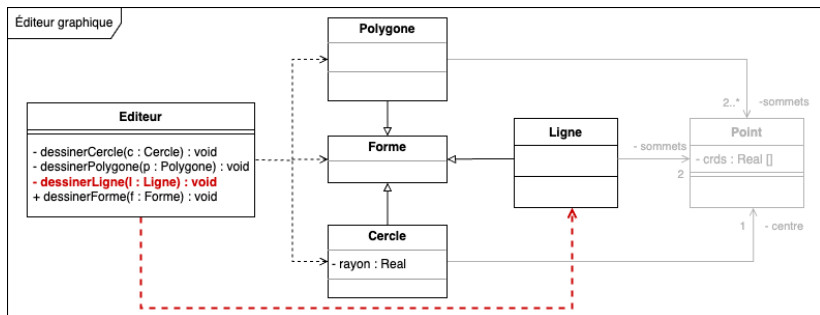 Éditeur graphique
Polygone
Editeur
- dessinerCercle(c : Cercle) : void
- dessinerPolygone(p : Polygone) : void
- dessinerLigne(l : Ligne) : void
+ dessinerForme(f : Forme) : void
Forme
Ligne
- sommets
2
2..*
-sommets
Point
- crds : Real []
Cercle
- rayon : Real
1
- centre